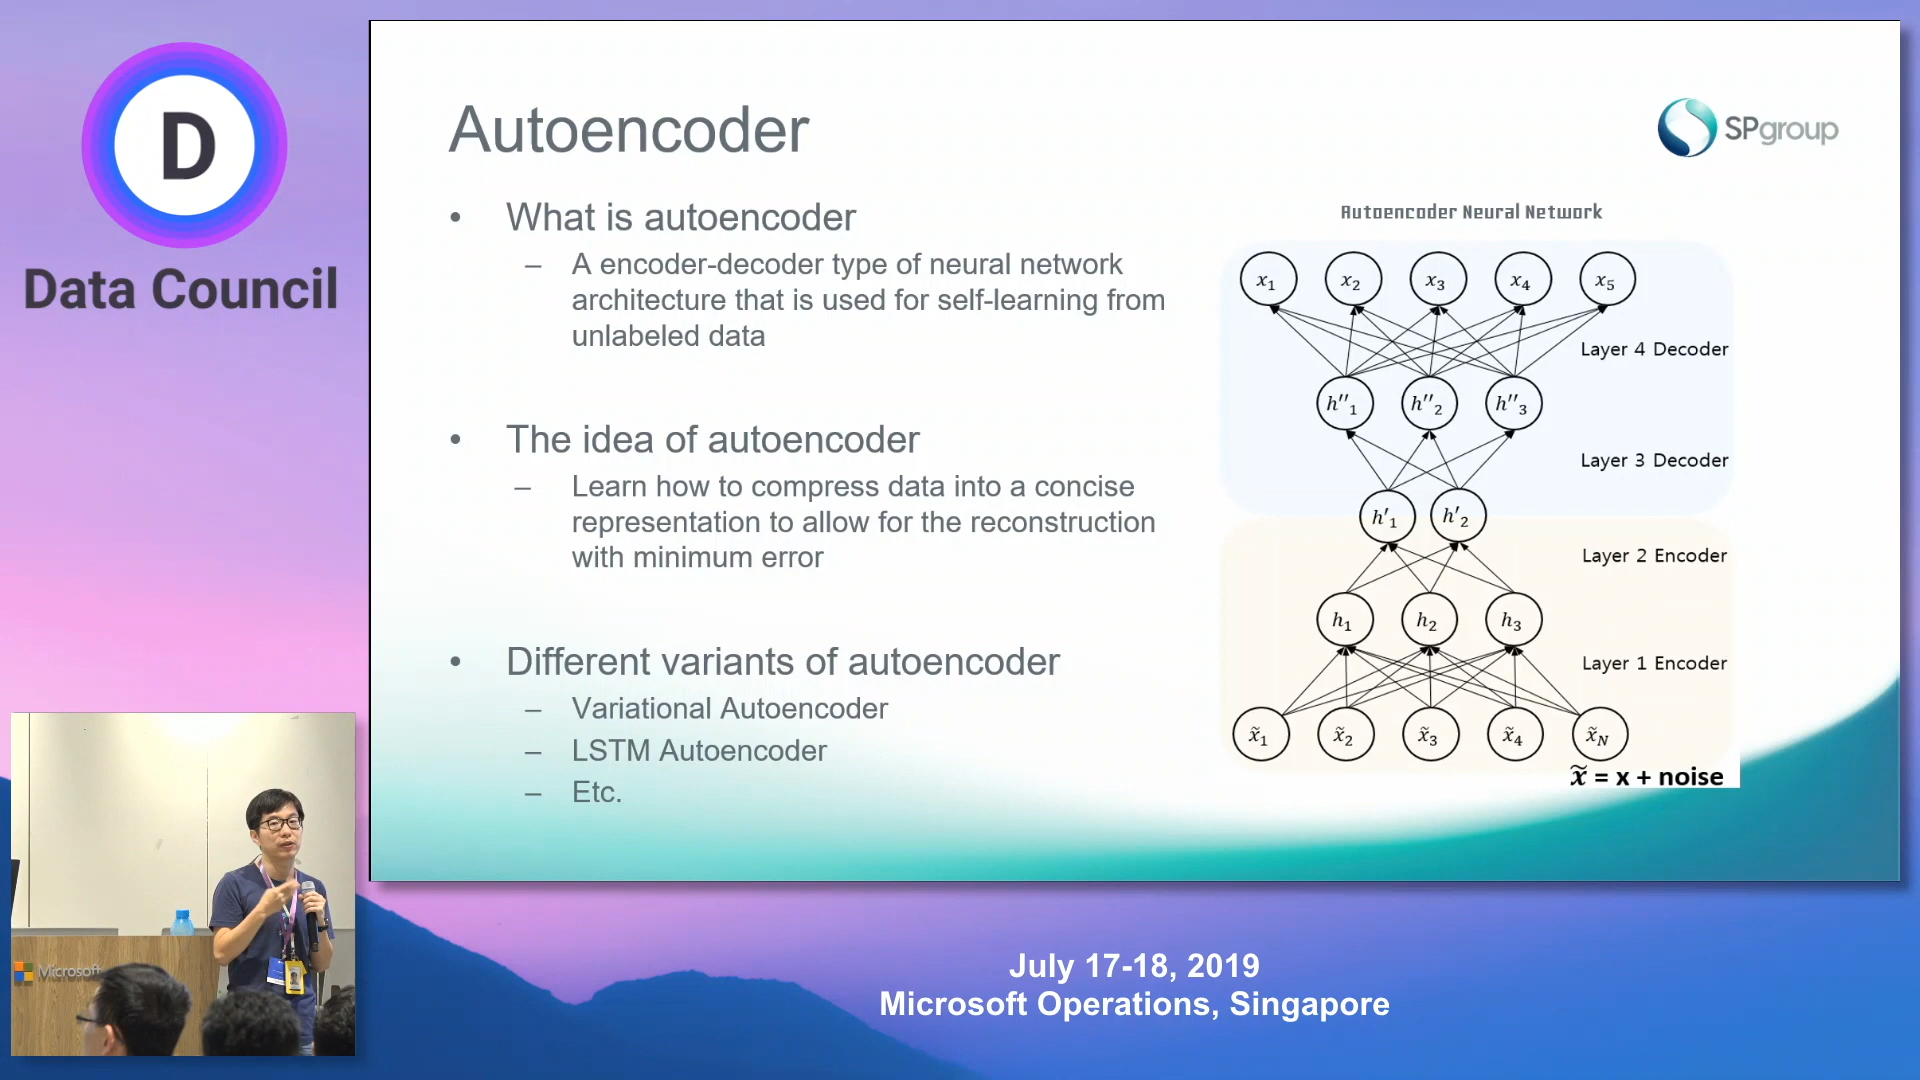 D
Data Council
Autoencoder
SPgroup
• What is autoencoder
– A encoder-decoder type of neural network
architecture that is used for self-learning from
unlabeled data
• The idea of autoencoder
– Learn how to compress data into a concise
representation to allow for the reconstruction
with minimum error
• Different variants of autoencoder
– Variational Autoencoder
– LSTM Autoencoder
– Etc.
Autoencoder Neural Network
x₁ x₂ x₃ x₄ x₅
Layer 4 Decoder
h''₁ h''₂ h''₃
Layer 3 Decoder
h'₁ h'₂
Layer 2 Encoder
h₁ h₂ h₃
Layer 1 Encoder
x̃₁ x̃₂ x̃₃ x̃₄ x̃N
x̃ = x + noise
Microsoft
July 17-18, 2019
Microsoft Operations, Singapore